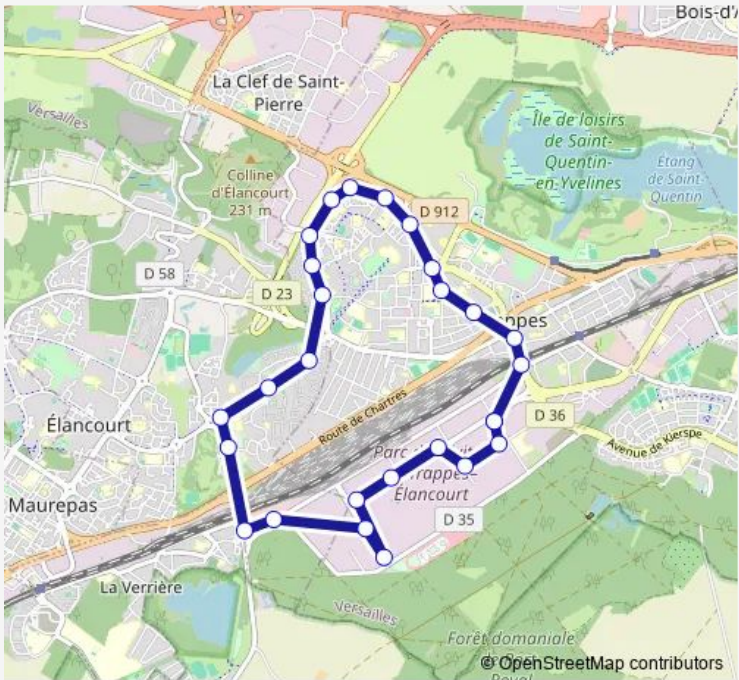 Bois-d'A
La Clef de Saint-
Pierre
Versailles
Île de loisirs
de Saint-
Quentin-
en-Yvelines
Étang
de Saint-
Quentin
Colline
d'Élancourt
231 m
D 912
D 58
D 23
appes
Route de Chartres
D 36
Élancourt
Avenue de Kierspe
Trappes-
Élancourt
Maurepas
D 35
La Verrière
Versailles
Forêt domaniale
Royal
© OpenStreetMap contributors